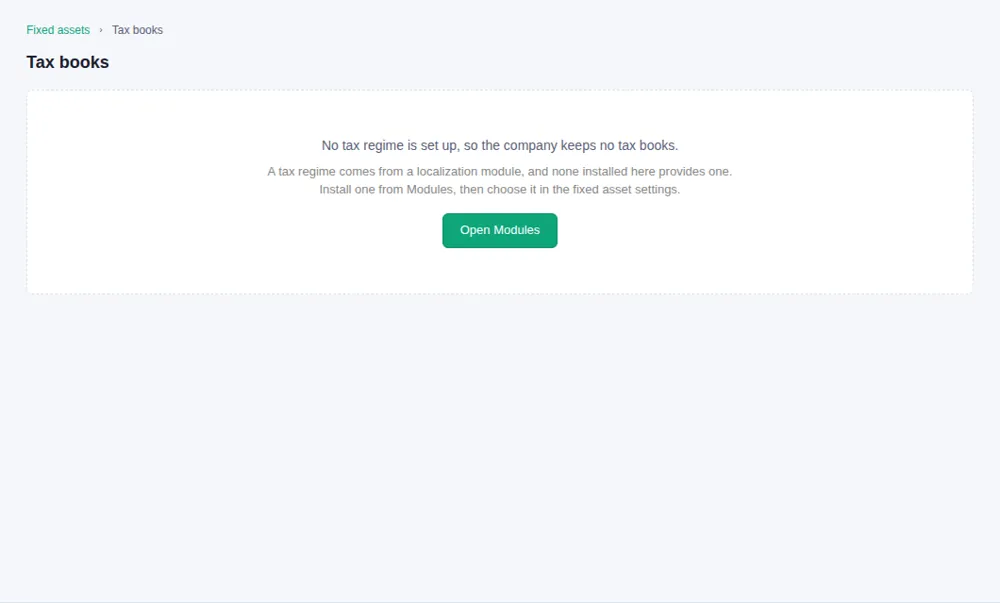 Fixed assets › Tax books
Tax books
No tax regime is set up, so the company keeps no tax books.
A tax regime comes from a localization module, and none installed here provides one.
Install one from Modules, then choose it in the fixed asset settings.
Open Modules